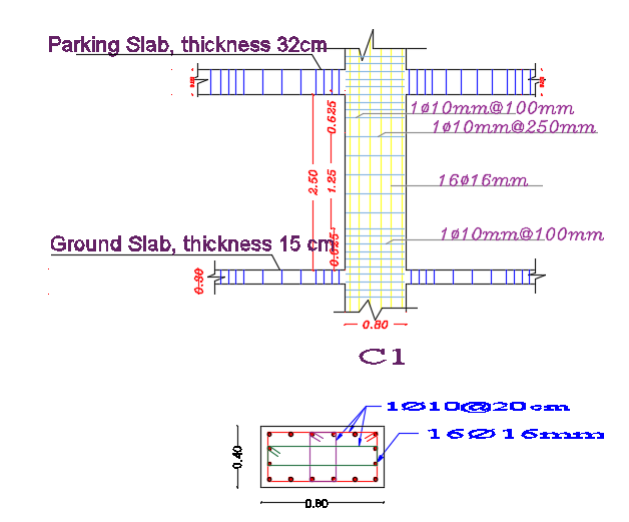 Parking Slab, thickness 32cm
1ø10mm@100mm
1ø10mm@250mm
0.625
2.50
1.25
16ø16mm
0.625
1ø10mm@100mm
Ground Slab, thickness 15 cm
0.80
C1
1Ø10@20cm
16Ø16mm
0.40
0.80